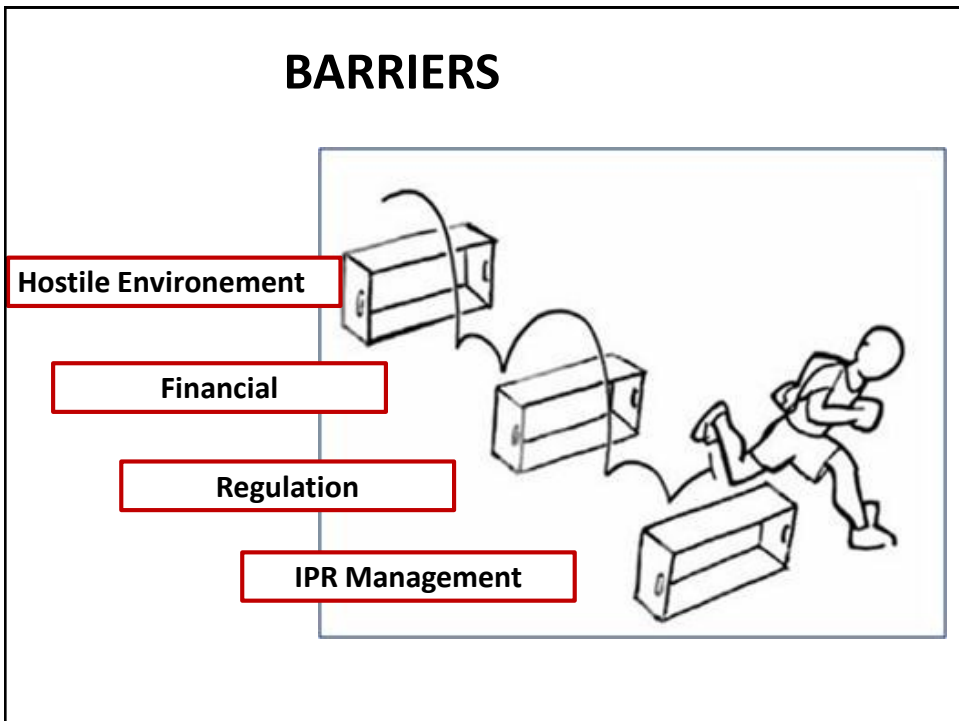 BARRIERS
Hostile Environement
Financial
Regulation
IPR Management